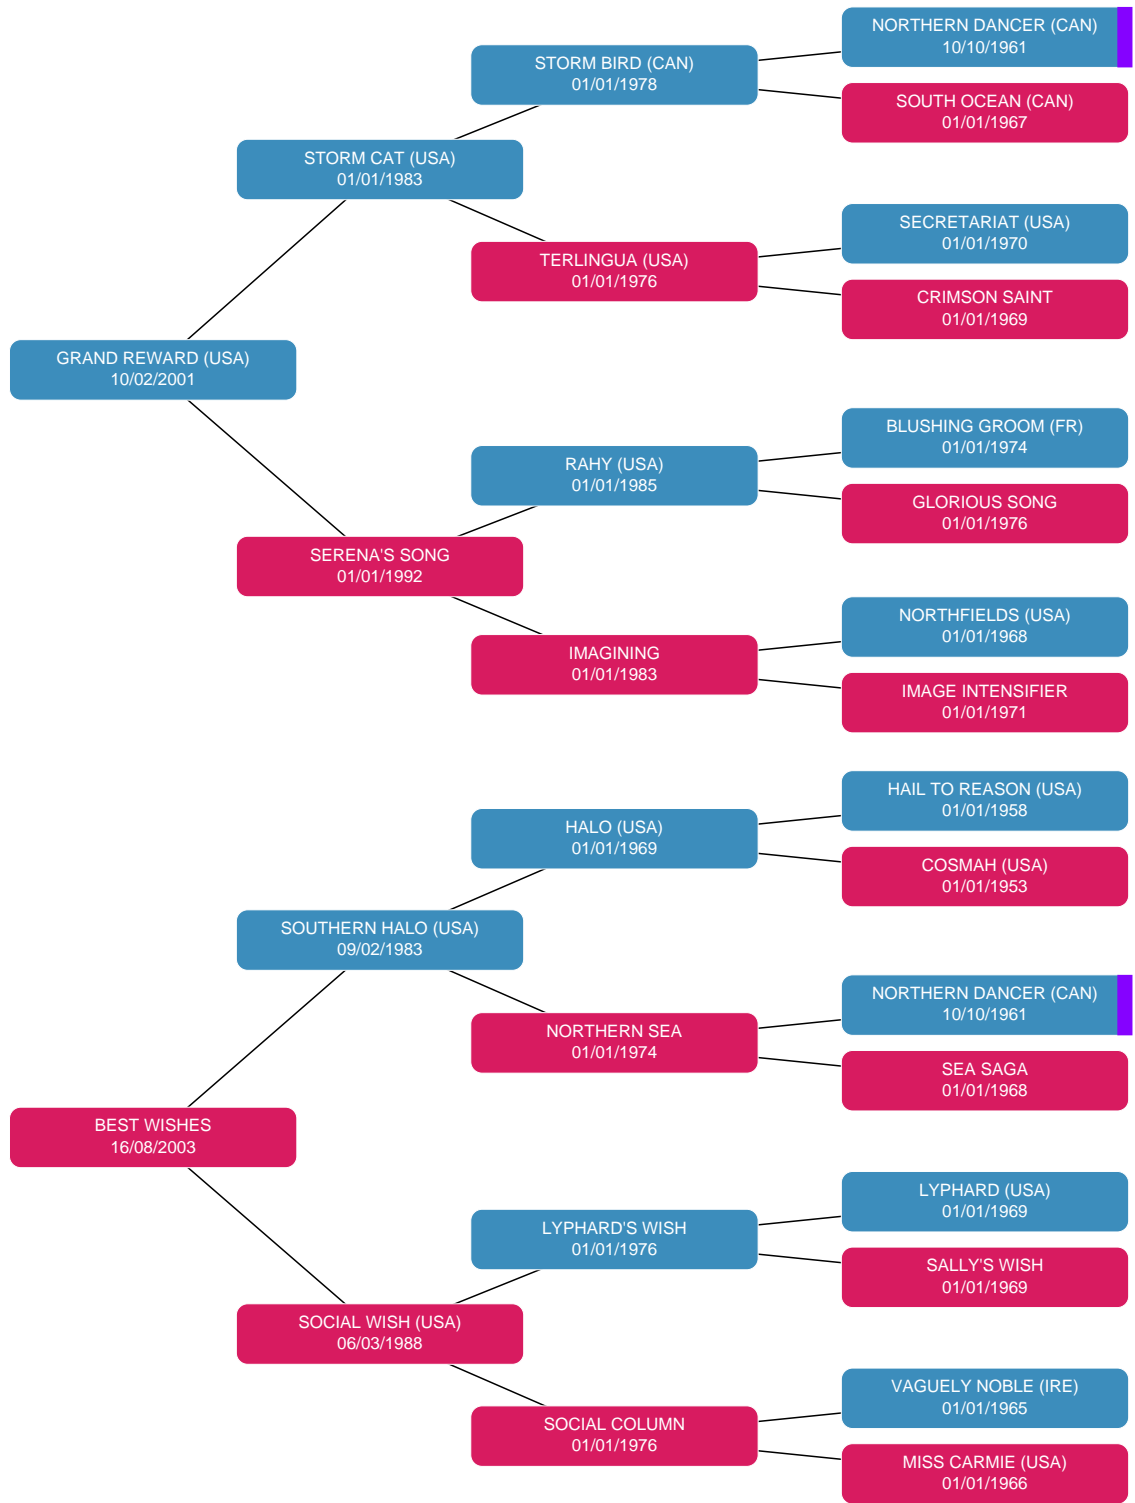 NORTHERN DANCER (CAN)
10/10/1961
STORM BIRD (CAN)
01/01/1978
SOUTH OCEAN (CAN)
01/01/1967
STORM CAT (USA)
01/01/1983
SECRETARIAT (USA)
01/01/1970
TERLINGUA (USA)
01/01/1976
CRIMSON SAINT
01/01/1969
GRAND REWARD (USA)
10/02/2001
BLUSHING GROOM (FR)
01/01/1974
RAHY (USA)
01/01/1985
GLORIOUS SONG
01/01/1976
SERENA'S SONG
01/01/1992
NORTHFIELDS (USA)
01/01/1968
IMAGINING
01/01/1983
IMAGE INTENSIFIER
01/01/1971
HAIL TO REASON (USA)
01/01/1958
HALO (USA)
01/01/1969
COSMAH (USA)
01/01/1953
SOUTHERN HALO (USA)
09/02/1983
NORTHERN DANCER (CAN)
10/10/1961
NORTHERN SEA
01/01/1974
SEA SAGA
01/01/1968
BEST WISHES
16/08/2003
LYPHARD (USA)
01/01/1969
LYPHARD'S WISH
01/01/1976
SALLY'S WISH
01/01/1969
SOCIAL WISH (USA)
06/03/1988
VAGUELY NOBLE (IRE)
01/01/1965
SOCIAL COLUMN
01/01/1976
MISS CARMIE (USA)
01/01/1966